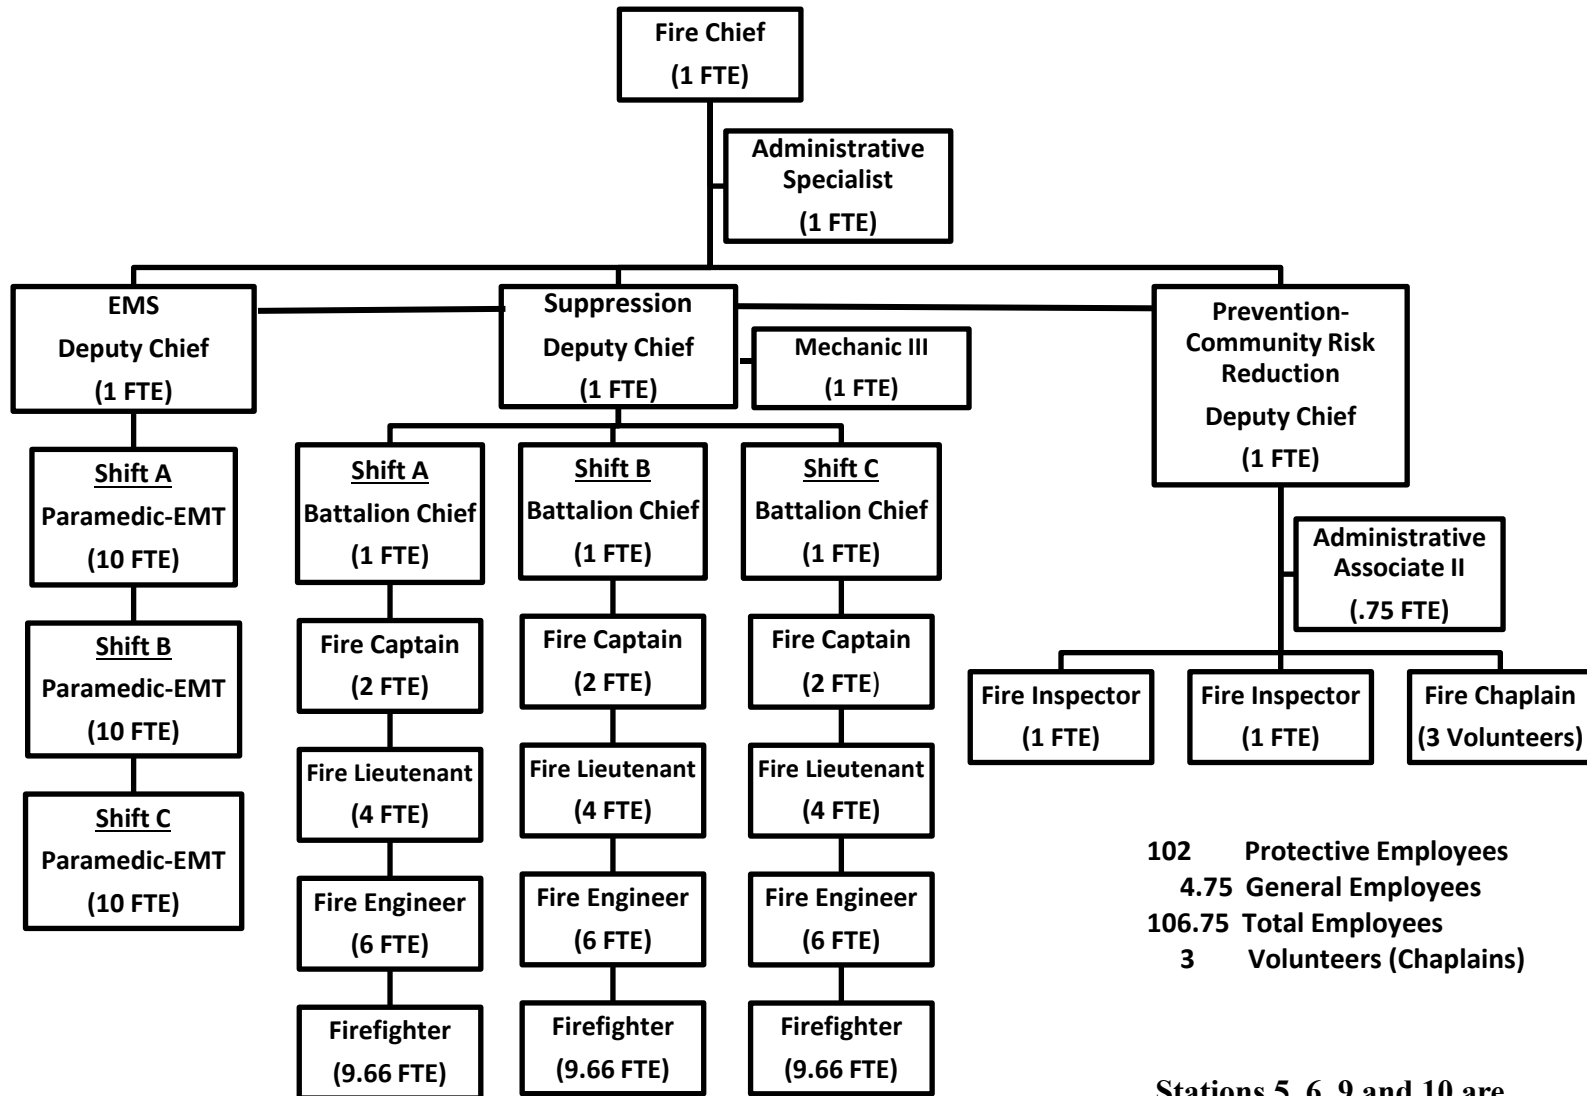 Fire Chief
(1 FTE)
Administrative
Specialist
(1 FTE)
EMS
Deputy Chief
(1 FTE)
Suppression
Deputy Chief
(1 FTE)
Mechanic III
(1 FTE)
Prevention-
Community Risk
Reduction
Deputy Chief
(1 FTE)
Shift A
Paramedic-EMT
(10 FTE)
Shift B
Paramedic-EMT
(10 FTE)
Shift C
Paramedic-EMT
(10 FTE)
Shift A
Battalion Chief
(1 FTE)
Fire Captain
(2 FTE)
Fire Lieutenant
(4 FTE)
Fire Engineer
(6 FTE)
Firefighter
(9.66 FTE)
Shift B
Battalion Chief
(1 FTE)
Fire Captain
(2 FTE)
Fire Lieutenant
(4 FTE)
Fire Engineer
(6 FTE)
Firefighter
(9.66 FTE)
Shift C
Battalion Chief
(1 FTE)
Fire Captain
(2 FTE)
Fire Lieutenant
(4 FTE)
Fire Engineer
(6 FTE)
Firefighter
(9.66 FTE)
Administrative
Associate II
(.75 FTE)
Fire Inspector
(1 FTE)
Fire Inspector
(1 FTE)
Fire Chaplain
(3 Volunteers)
102 Protective Employees
4.75 General Employees
106.75 Total Employees
3 Volunteers (Chaplains)
Stations 5, 6, 9 and 10 are